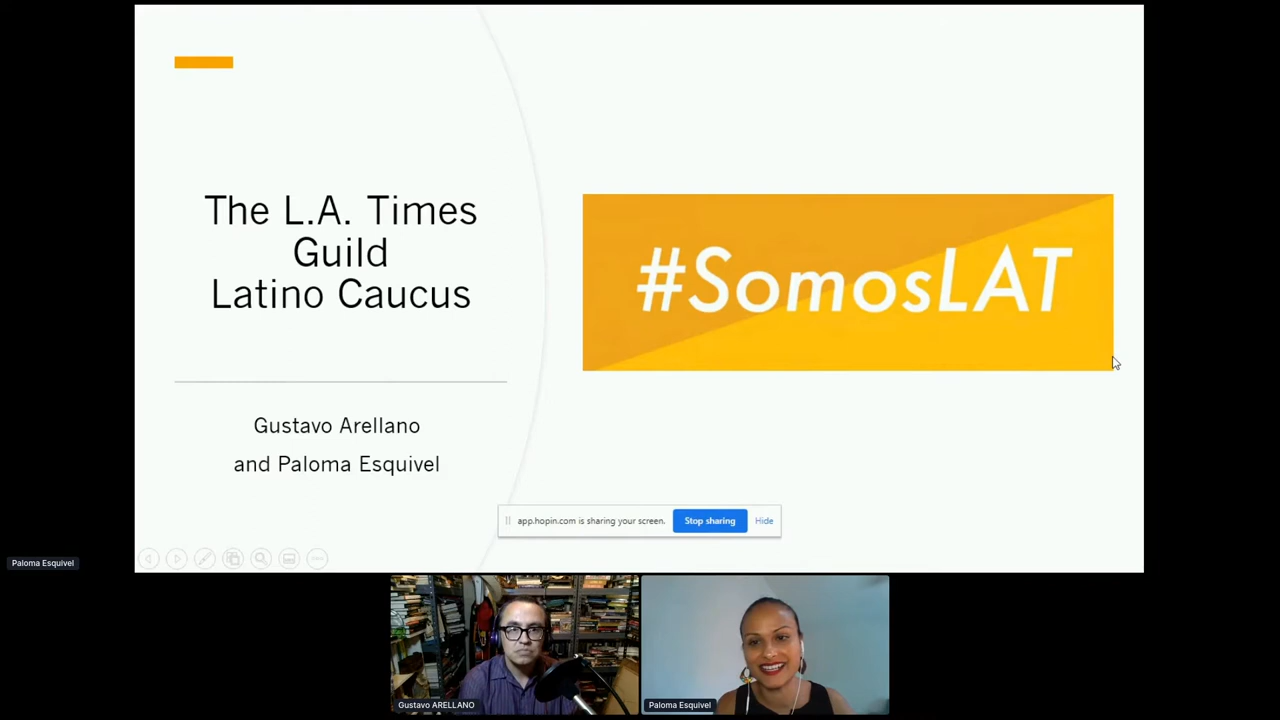 The L.A. Times
Guild
Latino Caucus
#SomosLAT
Gustavo Arellano
and Paloma Esquivel
app.hopin.com is sharing your screen.
Stop sharing
Hide
Paloma Esquivel
Gustavo ARELLANO
Paloma Esquivel